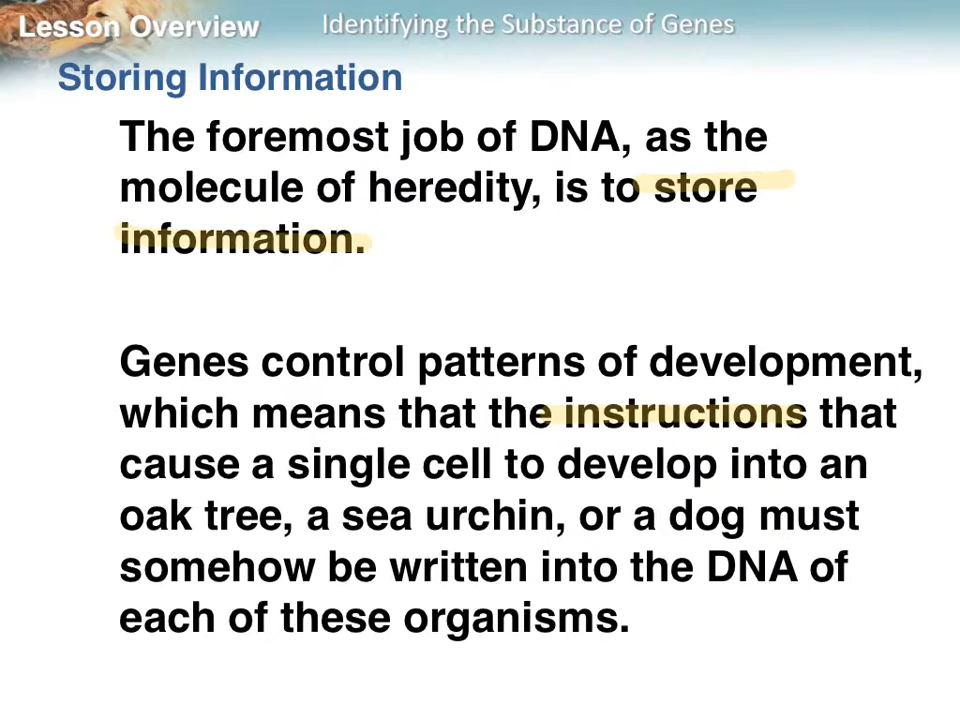 Lesson Overview
Identifying the Substance of Genes
Storing Information
The foremost job of DNA, as the
molecule of heredity, is to store
information.
Genes control patterns of development,
which means that the instructions that
cause a single cell to develop into an
oak tree, a sea urchin, or a dog must
somehow be written into the DNA of
each of these organisms.